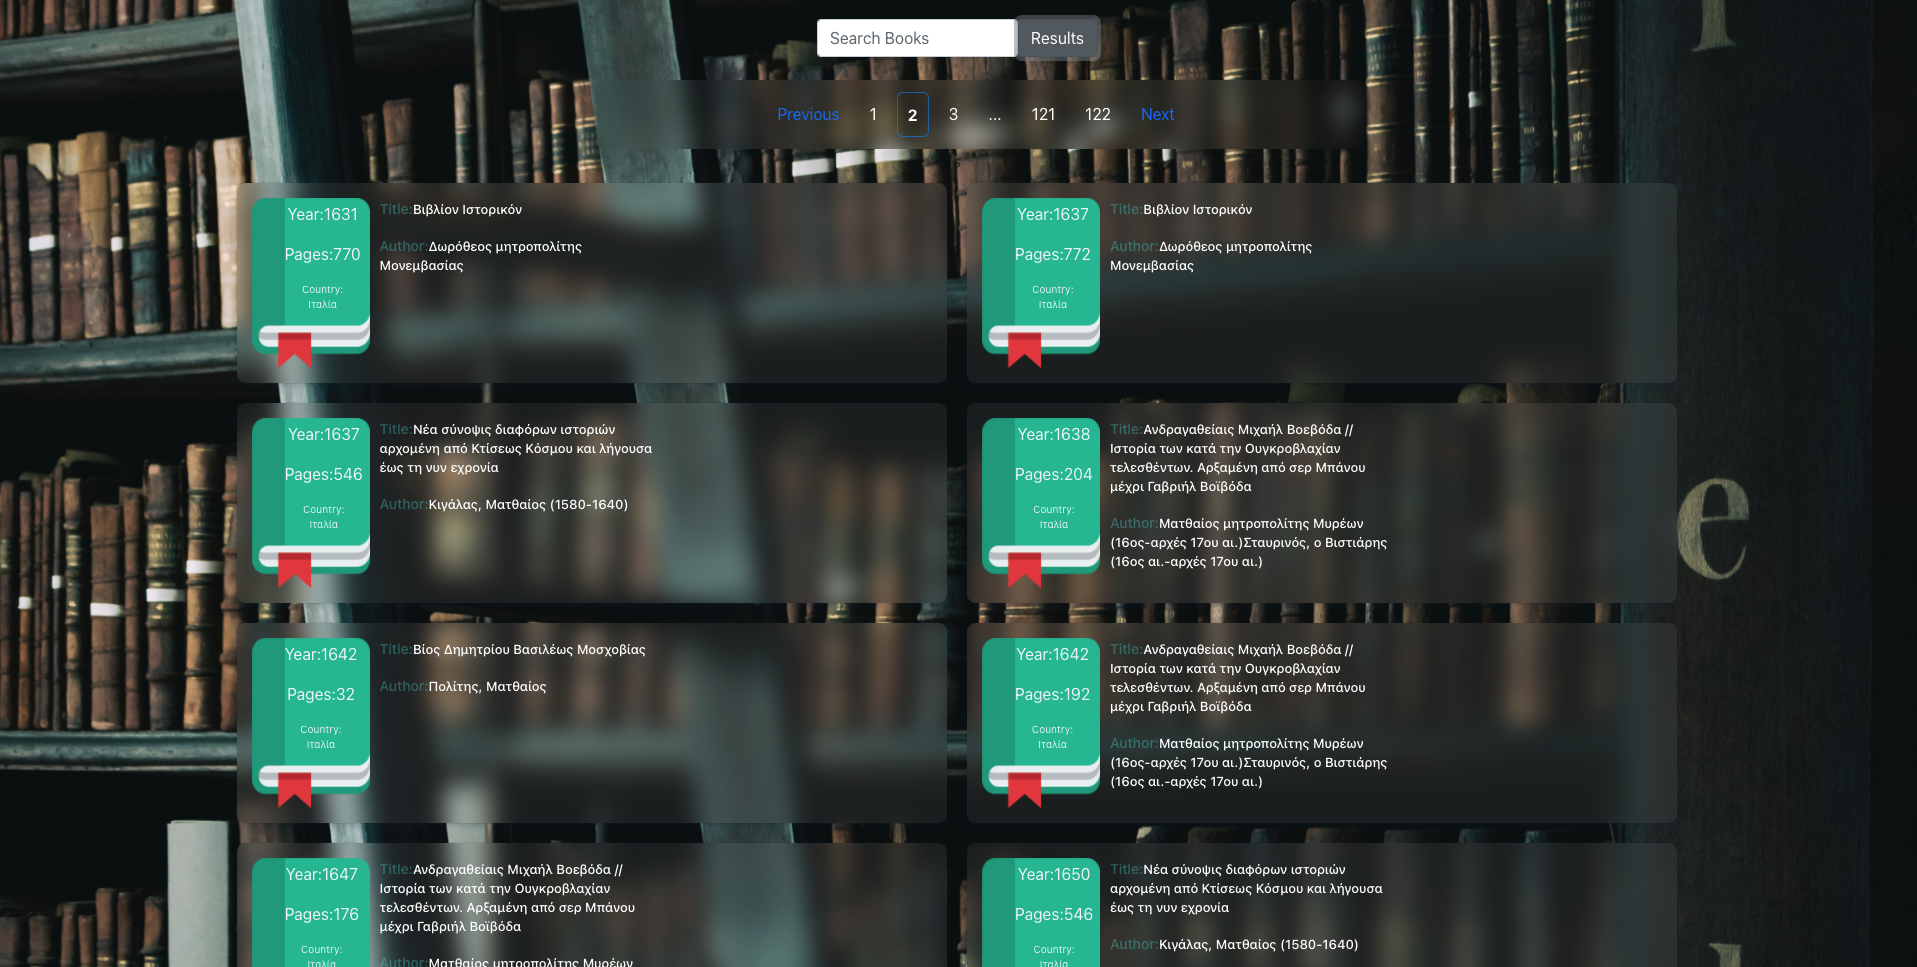 Search Books
Results
Previous
1
2
3
...
121
122
Next
Year:1631
Pages:770
Country:
Ιταλία
Title:Βιβλίον Ιστορικόν
Author:Δωρόθεος μητροπολίτης
Μονεμβασίας
Year:1637
Pages:772
Country:
Ιταλία
Title:Βιβλίον Ιστορικόν
Author:Δωρόθεος μητροπολίτης
Μονεμβασίας
Year:1637
Pages:546
Country:
Ιταλία
Title:Νέα σύνοψις διαφόρων ιστοριών
αρχομένη από Κτίσεως Κόσμου και λήγουσα
έως τη νυν εχρονία
Author:Κιγάλας, Ματθαίος (1580-1640)
Year:1638
Pages:204
Country:
Ιταλία
Title:Ανδραγαθείαις Μιχαήλ Βοεβόδα //
Ιστορία των κατά την Ουγκροβλαχίαν
τελεσθέντων. Αρξαμένη από σερ Μπάνου
μέχρι Γαβριήλ Βοϊβόδα
Author:Ματθαίος μητροπολίτης Μυρέων
(16ος-αρχές 17ου αι.)Σταυρινός, ο Βιστιάρης
(16ος αι.-αρχές 17ου αι.)
Year:1642
Pages:32
Country:
Ιταλία
Title:Βίος Δημητρίου Βασιλέως Μοσχοβίας
Author:Πολίτης, Ματθαίος
Year:1642
Pages:192
Country:
Ιταλία
Title:Ανδραγαθείαις Μιχαήλ Βοεβόδα //
Ιστορία των κατά την Ουγκροβλαχίαν
τελεσθέντων. Αρξαμένη από σερ Μπάνου
μέχρι Γαβριήλ Βοϊβόδα
Author:Ματθαίος μητροπολίτης Μυρέων
(16ος-αρχές 17ου αι.)Σταυρινός, ο Βιστιάρης
(16ος αι.-αρχές 17ου αι.)
Year:1647
Pages:176
Country:
Ιταλία
Title:Ανδραγαθείαις Μιχαήλ Βοεβόδα //
Ιστορία των κατά την Ουγκροβλαχίαν
τελεσθέντων. Αρξαμένη από σερ Μπάνου
μέχρι Γαβριήλ Βοϊβόδα
Author:Ματθαίος μητροπολίτης Μυρέων
Year:1650
Pages:546
Country:
Ιταλία
Title:Νέα σύνοψις διαφόρων ιστοριών
αρχομένη από Κτίσεως Κόσμου και λήγουσα
έως τη νυν εχρονία
Author:Κιγάλας, Ματθαίος (1580-1640)
e